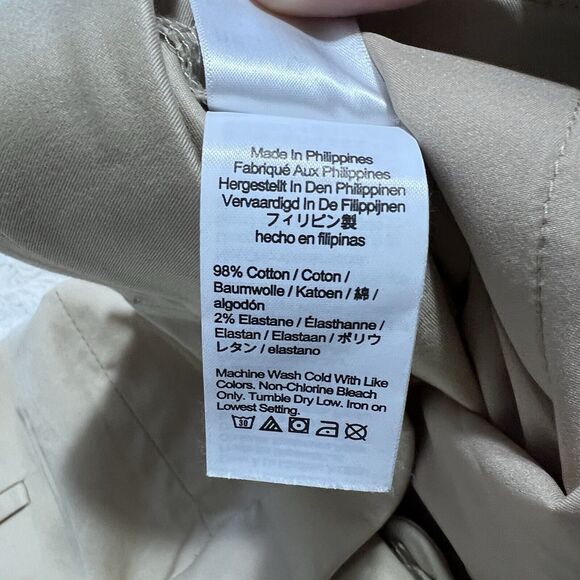 Made In Philippines
Fabriqué Aux Philippines
Hergestellt In Den Philippinen
Vervaardigd In De Filippijnen
フィリピン製
hecho en filipinas
98% Cotton / Coton /
Baumwolle / Katoen / 綿 /
algodón
2% Elastane / Élasthanne /
Elastan / Elastaan / ポリウ
レタン / elastano
Machine Wash Cold With Like
Colors. Non-Chlorine Bleach
Only. Tumble Dry Low. Iron on
Lowest Setting.
30